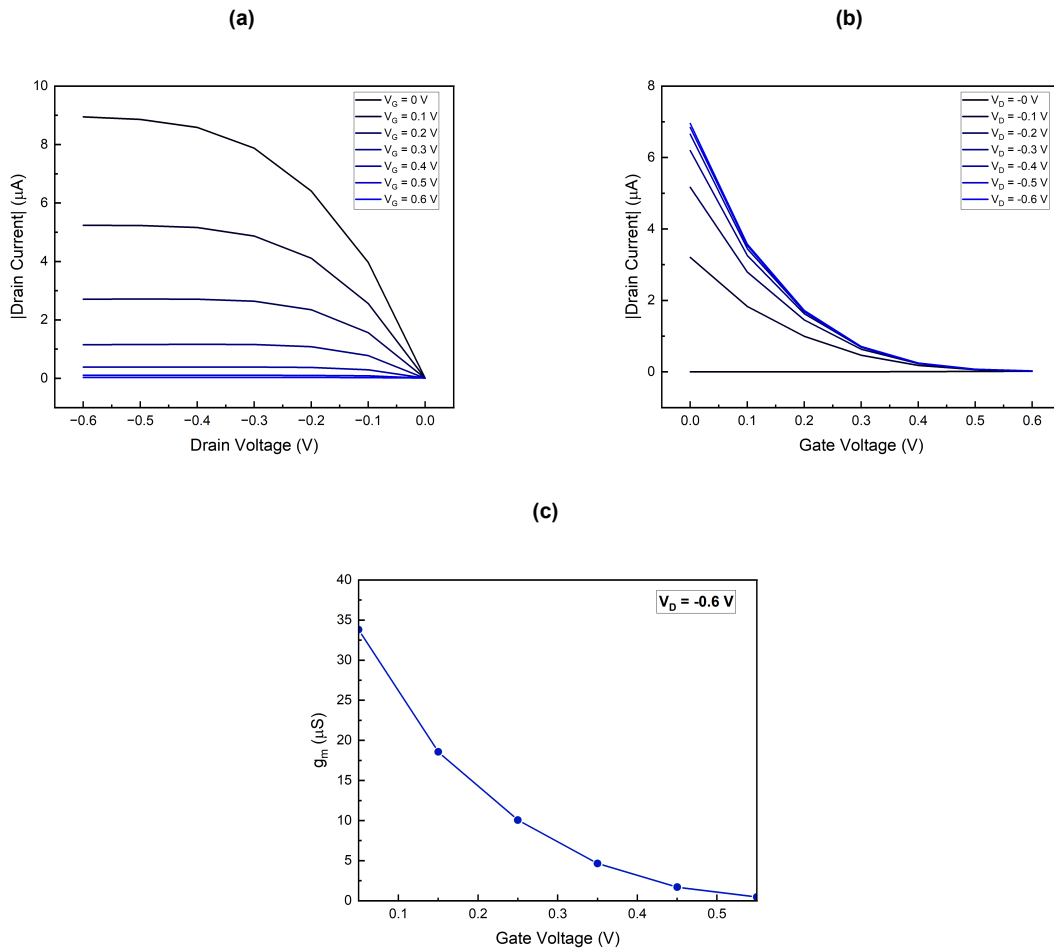 (a)
10
8
6
4
2
0
|Drain Current| (μA)
V_G = 0 V
V_G = 0.1 V
V_G = 0.2 V
V_G = 0.3 V
V_G = 0.4 V
V_G = 0.5 V
V_G = 0.6 V
−0.6 −0.5 −0.4 −0.3 −0.2 −0.1 0.0
Drain Voltage (V)
(b)
8
6
4
2
0
|Drain Current| (μA)
V_D = -0 V
V_D = -0.1 V
V_D = -0.2 V
V_D = -0.3 V
V_D = -0.4 V
V_D = -0.5 V
V_D = -0.6 V
0.0 0.1 0.2 0.3 0.4 0.5 0.6
Gate Voltage (V)
(c)
40
35
30
25
20
15
10
5
0
g_m (μS)
V_D = -0.6 V
0.1 0.2 0.3 0.4 0.5
Gate Voltage (V)